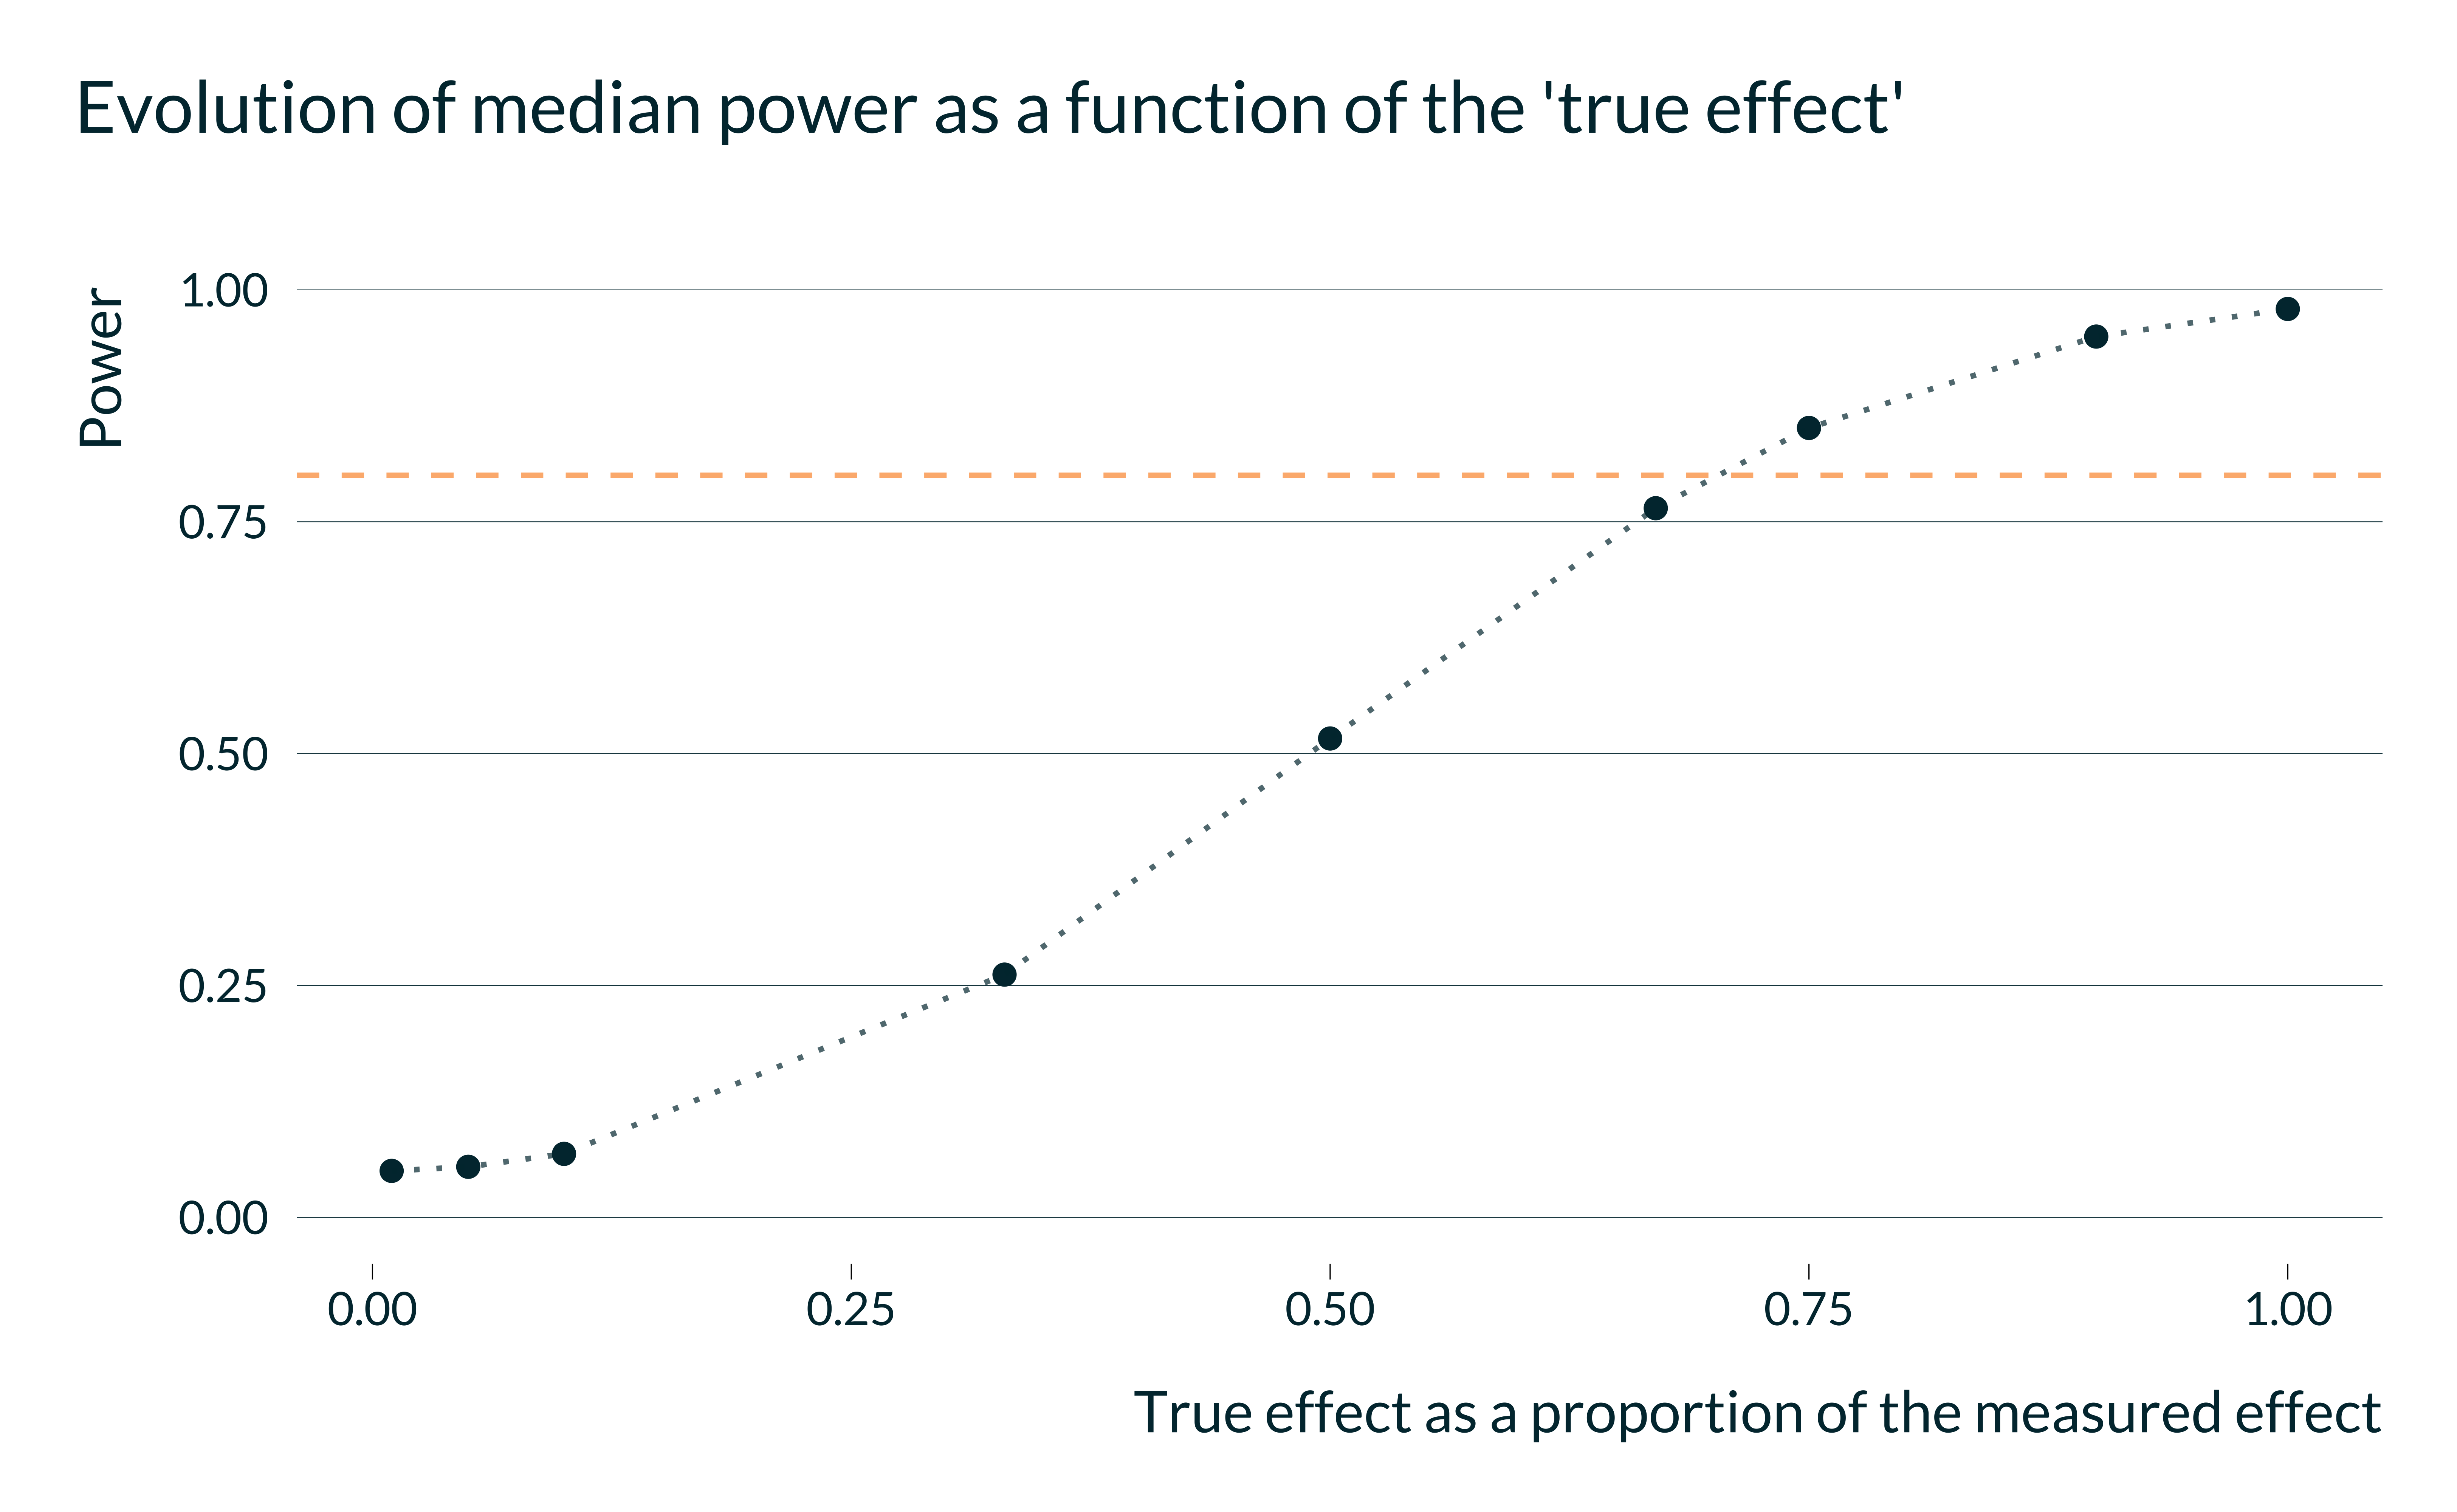 Evolution of median power as a function of the 'true effect'
Power
1.00
0.75
0.50
0.25
0.00
0.00 0.25 0.50 0.75 1.00
True effect as a proportion of the measured effect